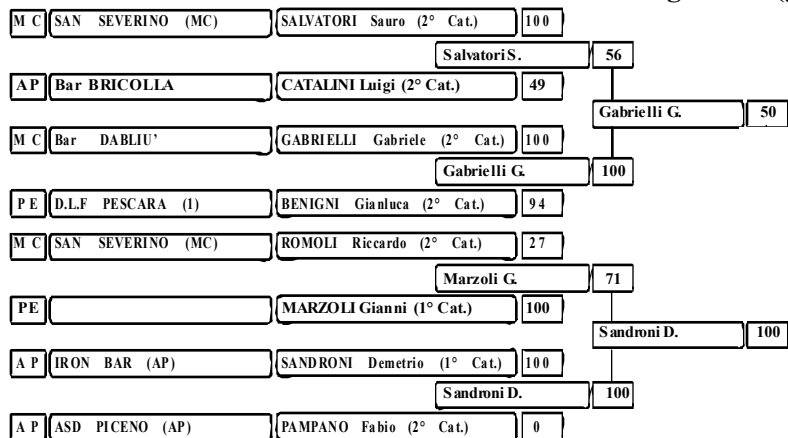 M C SAN SEVERINO (MC) SALVATORI Sauro (2° Cat.) 100
Salvatori S. 56
AP Bar BRICOLLA CATALINI Luigi (2° Cat.) 49
Gabrielli G. 50
M C Bar DABLIU’ GABRIELLI Gabriele (2° Cat.) 100
Gabrielli G. 100
P E D.L.F PESCARA (1) BENIGNI Gianluca (2° Cat.) 94
M C SAN SEVERINO (MC) ROMOLI Riccardo (2° Cat.) 27
Marzoli G. 71
PE MARZOLI Gianni (1° Cat.) 100
Sandroni D. 100
A P IRON BAR (AP) SANDRONI Demetrio (1° Cat.) 100
Sandroni D. 100
A P ASD PICENO (AP) PAMPANO Fabio (2° Cat.) 0